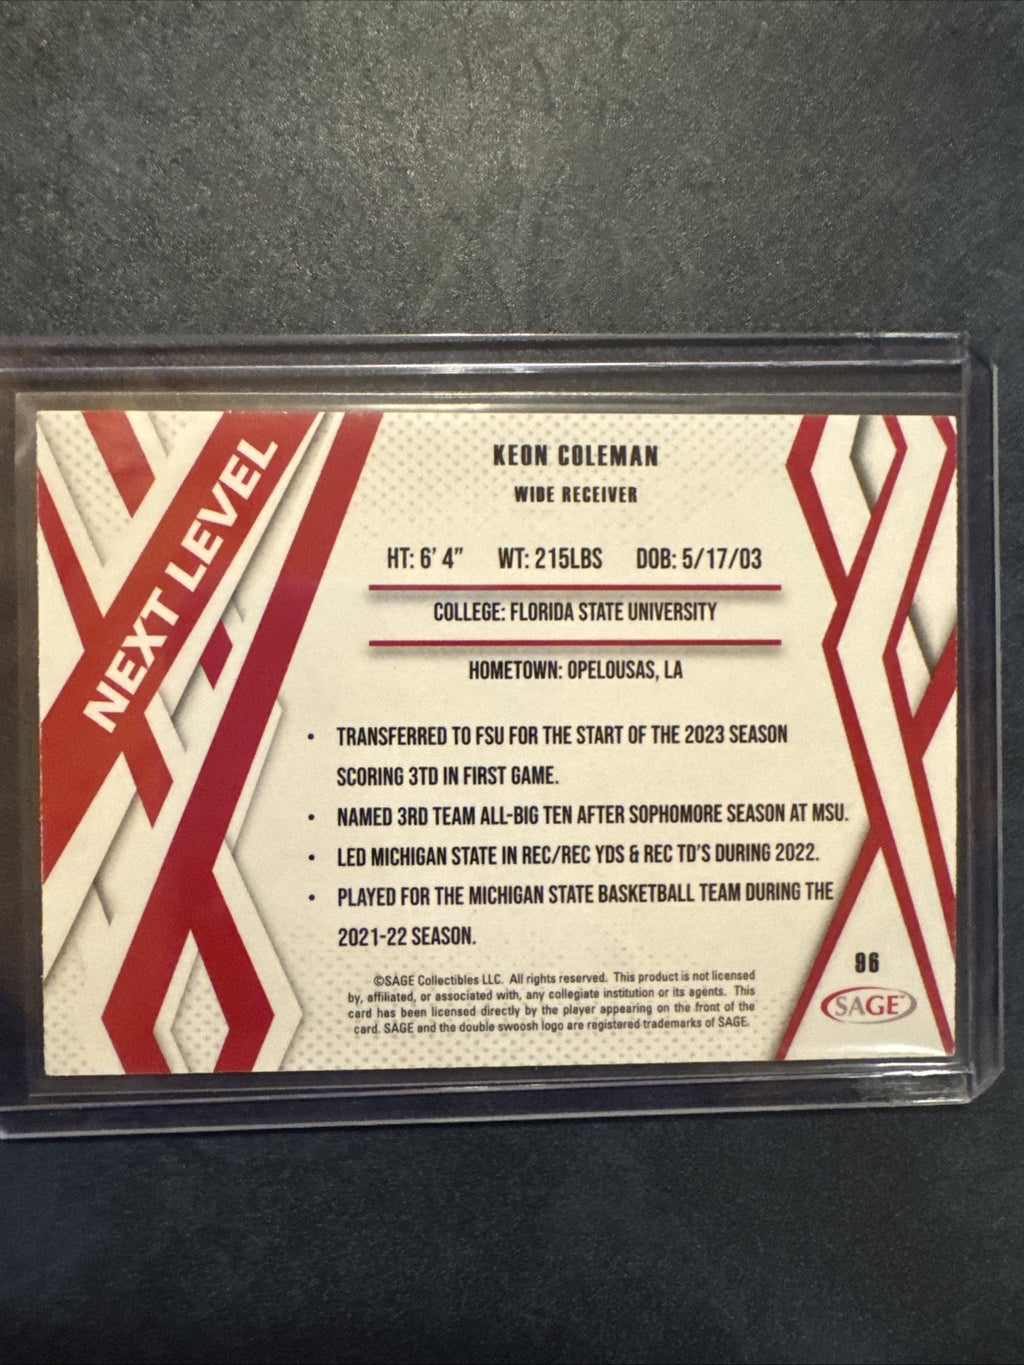 NEXT LEVEL
KEON COLEMAN
WIDE RECEIVER
HT: 6' 4" WT: 215LBS DOB: 5/17/03
COLLEGE: FLORIDA STATE UNIVERSITY
HOMETOWN: OPELOUSAS, LA
• TRANSFERRED TO FSU FOR THE START OF THE 2023 SEASON
SCORING 3TD IN FIRST GAME.
• NAMED 3RD TEAM ALL-BIG TEN AFTER SOPHOMORE SEASON AT MSU.
• LED MICHIGAN STATE IN REC/REC YDS & REC TD'S DURING 2022.
• PLAYED FOR THE MICHIGAN STATE BASKETBALL TEAM DURING THE
2021-22 SEASON.
©SAGE Collectibles LLC. All rights reserved. This product is not licensed
by, affiliated, or associated with, any collegiate institution or its agents. This
card has been licensed directly by the player appearing on the front of the
card. SAGE and the double swoosh logo are registered trademarks of SAGE.
96
SAGE™